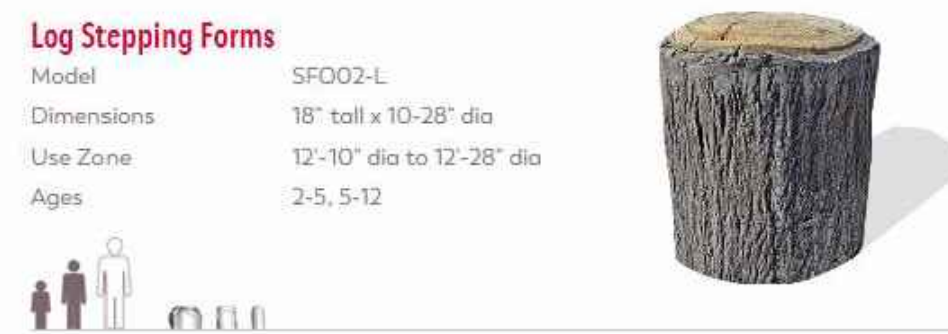 Log Stepping Forms
Model SF002-L
Dimensions 18" tall x 10-28" dia
Use Zone 12'-10" dia to 12'-28" dia
Ages 2-5, 5-12